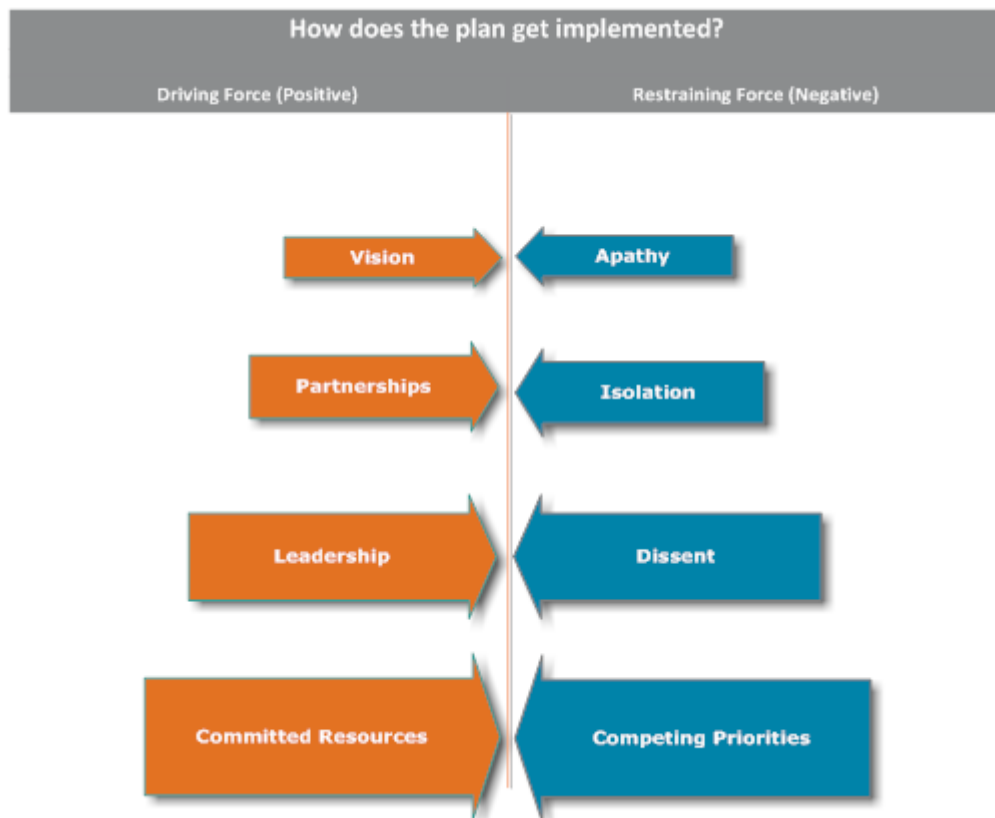 How does the plan get implemented?
Driving Force (Positive)
Restraining Force (Negative)
Vision
Apathy
Partnerships
Isolation
Leadership
Dissent
Committed Resources
Competing Priorities